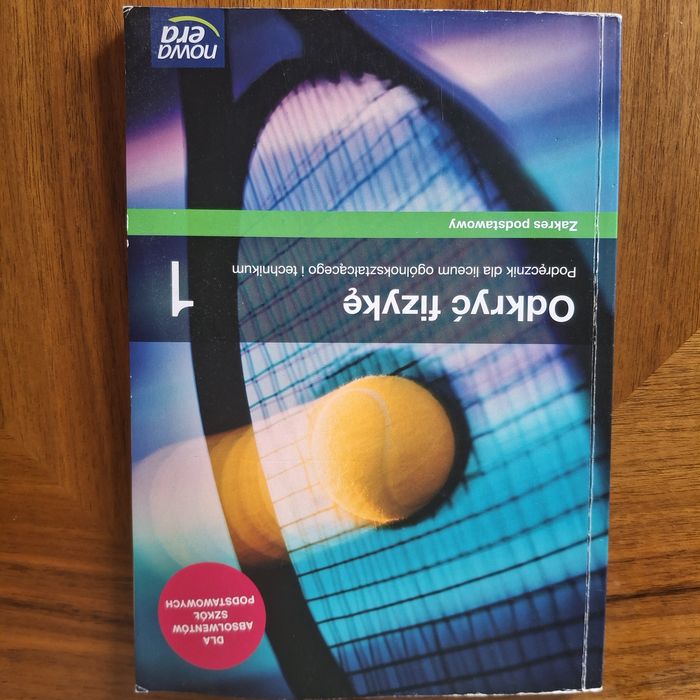 DLA
ABSOLWENTÓW
SZKÓŁ
PODSTAWOWYCH
Odkryć fizykę
1
Podręcznik dla liceum ogólnokształcącego i technikum
Zakres podstawowy
nowa
era